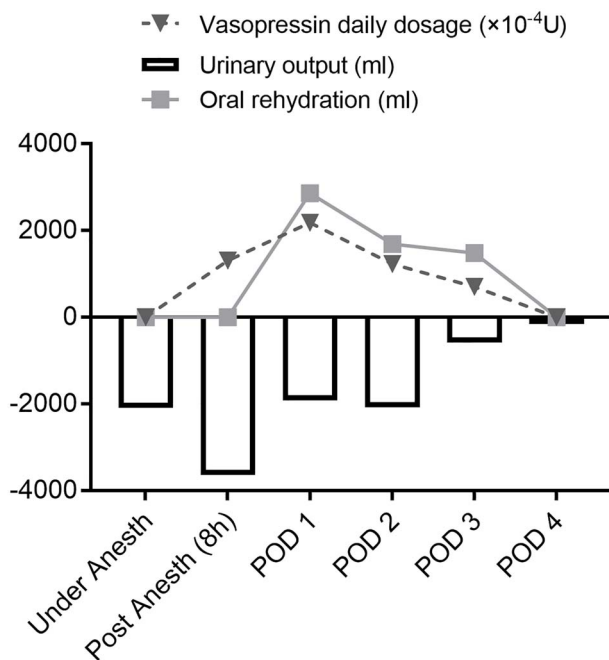 Vasopressin daily dosage (×10⁻⁴U)
Urinary output (ml)
Oral rehydration (ml)
4000
2000
0
-2000
-4000
Under Anesth
Post Anesth (8h)
POD 1
POD 2
POD 3
POD 4